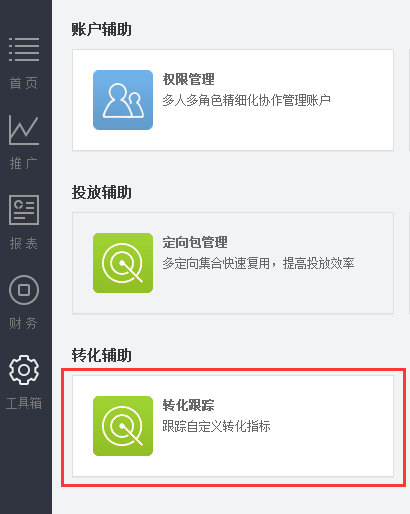 首页
推广
报表
财务
工具箱
账户辅助
权限管理
多人多角色精细化协作管理账户
投放辅助
定向包管理
多定向集合快速复用，提高投放效率
转化辅助
转化跟踪
跟踪自定义转化指标